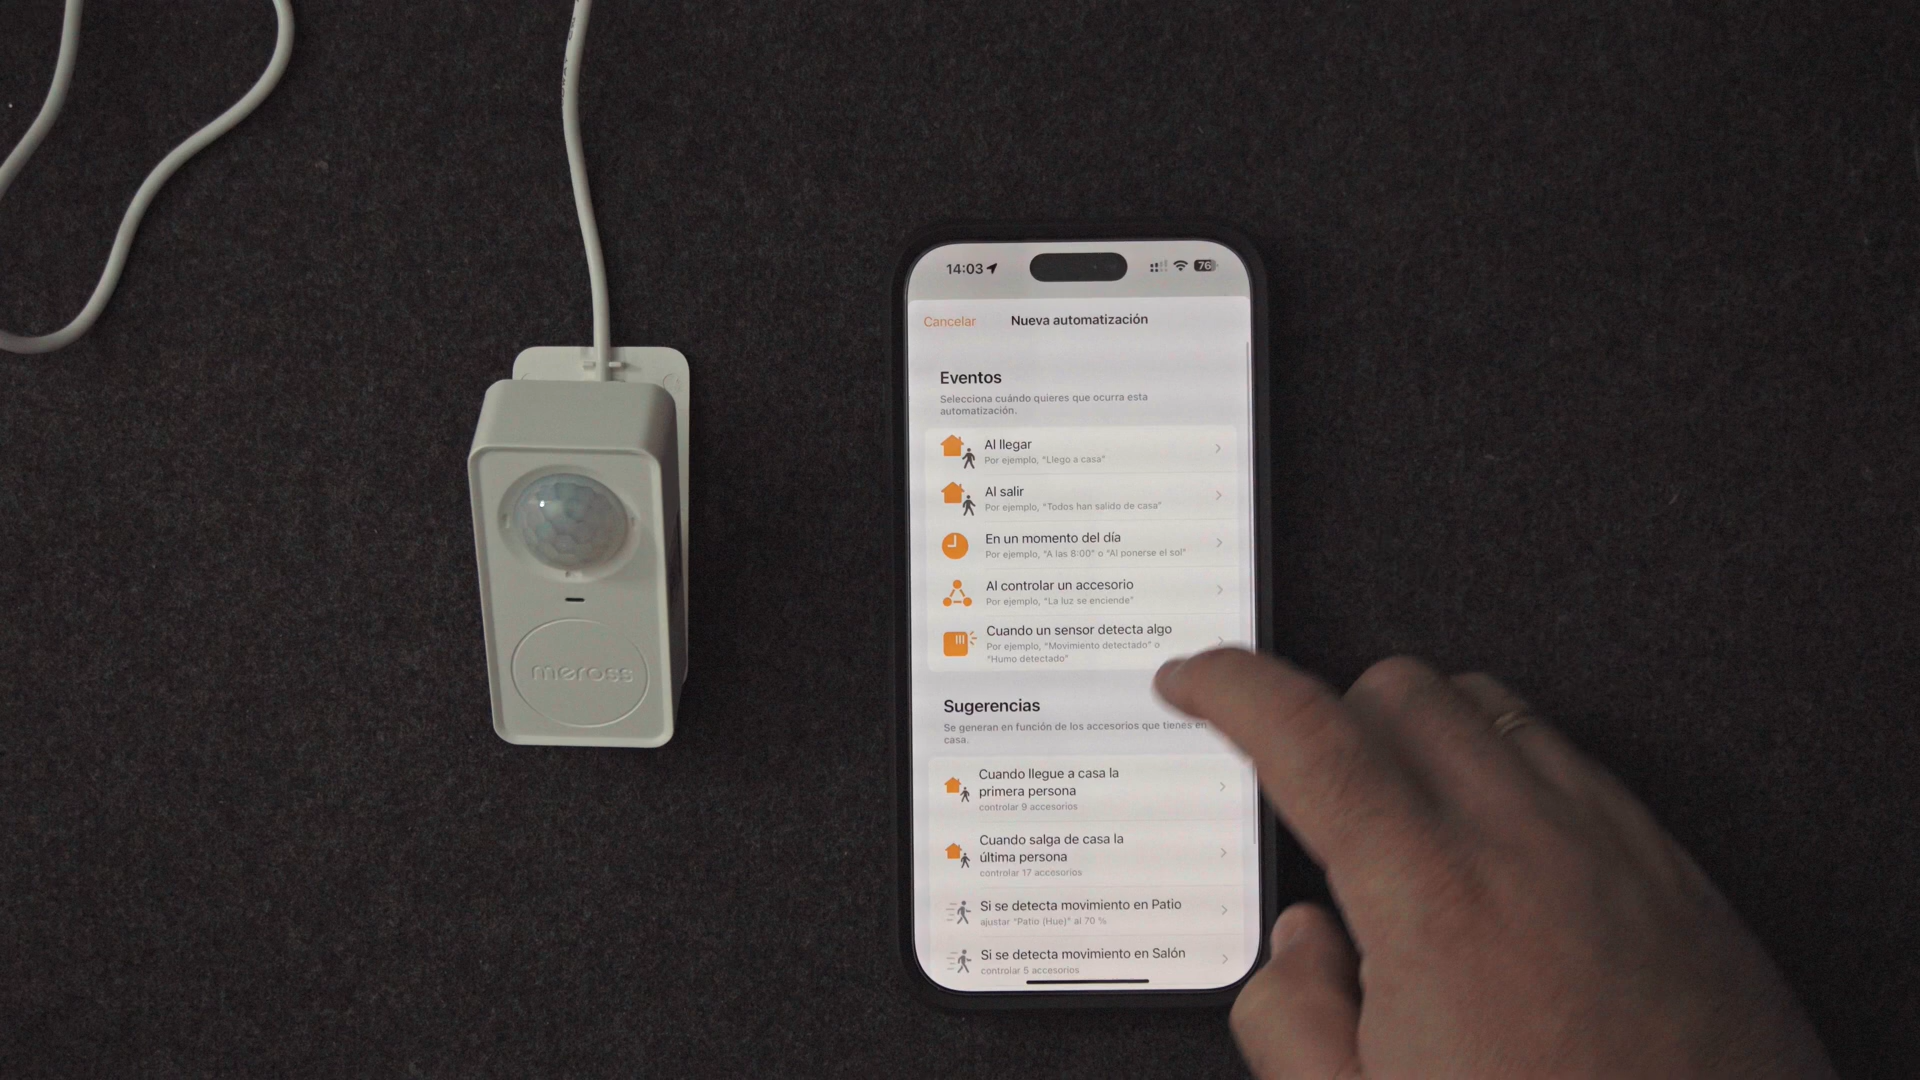 meross
14:03
76
Cancelar
Nueva automatización
Eventos
Selecciona cuándo quieres que ocurra esta
automatización.
Al llegar
Por ejemplo, "Llego a casa"
Al salir
Por ejemplo, "Todos han salido de casa"
En un momento del día
Por ejemplo, "A las 8:00" o "Al ponerse el sol"
Al controlar un accesorio
Por ejemplo, "La luz se enciende"
Cuando un sensor detecta algo
Por ejemplo, "Movimiento detectado" o
"Humo detectado"
Sugerencias
Se generan en función de los accesorios que tienes en
casa.
Cuando llegue a casa la
primera persona
controlar 9 accesorios
Cuando salga de casa la
última persona
controlar 17 accesorios
Si se detecta movimiento en Patio
ajustar "Patio (Hue)" al 70 %
Si se detecta movimiento en Salón
controlar 5 accesorios